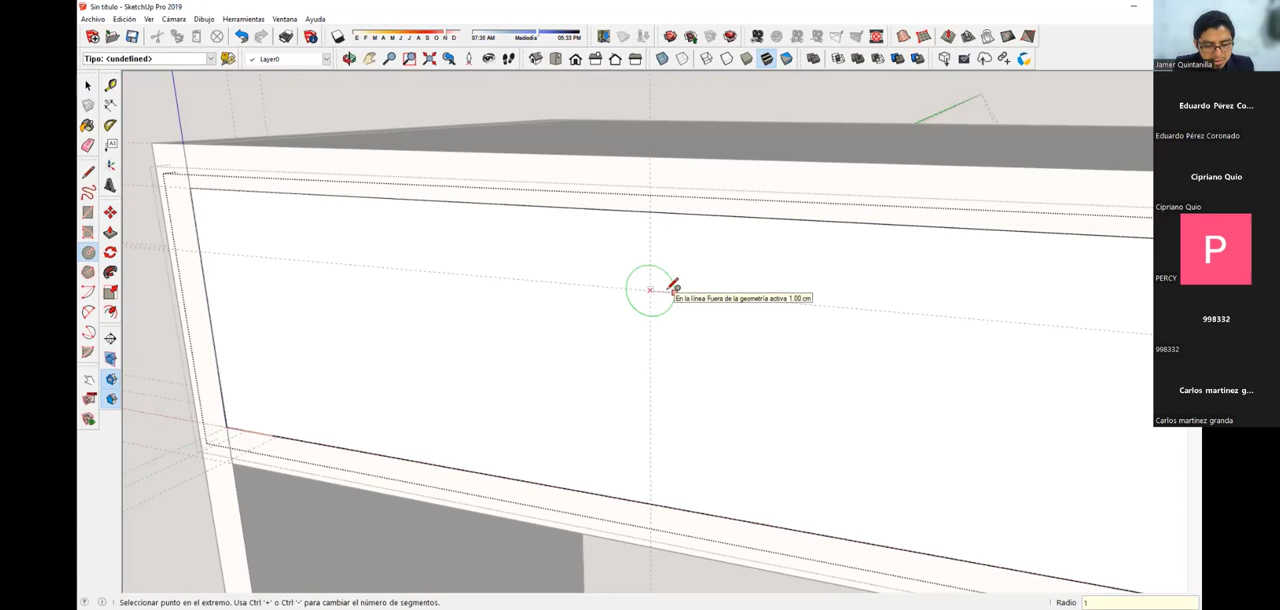 Sin título - SketchUp Pro 2019
Archivo Edición Ver Cámara Dibujo Herramientas Ventana Ayuda
E F M A M J J A S O N D
07:35 AM Mediodía 05:33 PM
Tipo: <undefined>
Layer0
En la línea Fuera de la geometría activa 1.00 cm
Seleccionar punto en el extremo. Usa Ctrl '+' o Ctrl '-' para cambiar el número de segmentos.
Radio 1
Jamer Quintanilla
Eduardo Pérez Co...
Eduardo Pérez Coronado
Cipriano Quio
Cipriano Quio
P
PERCY
998332
998332
Carlos martinez g...
Carlos martinez granda